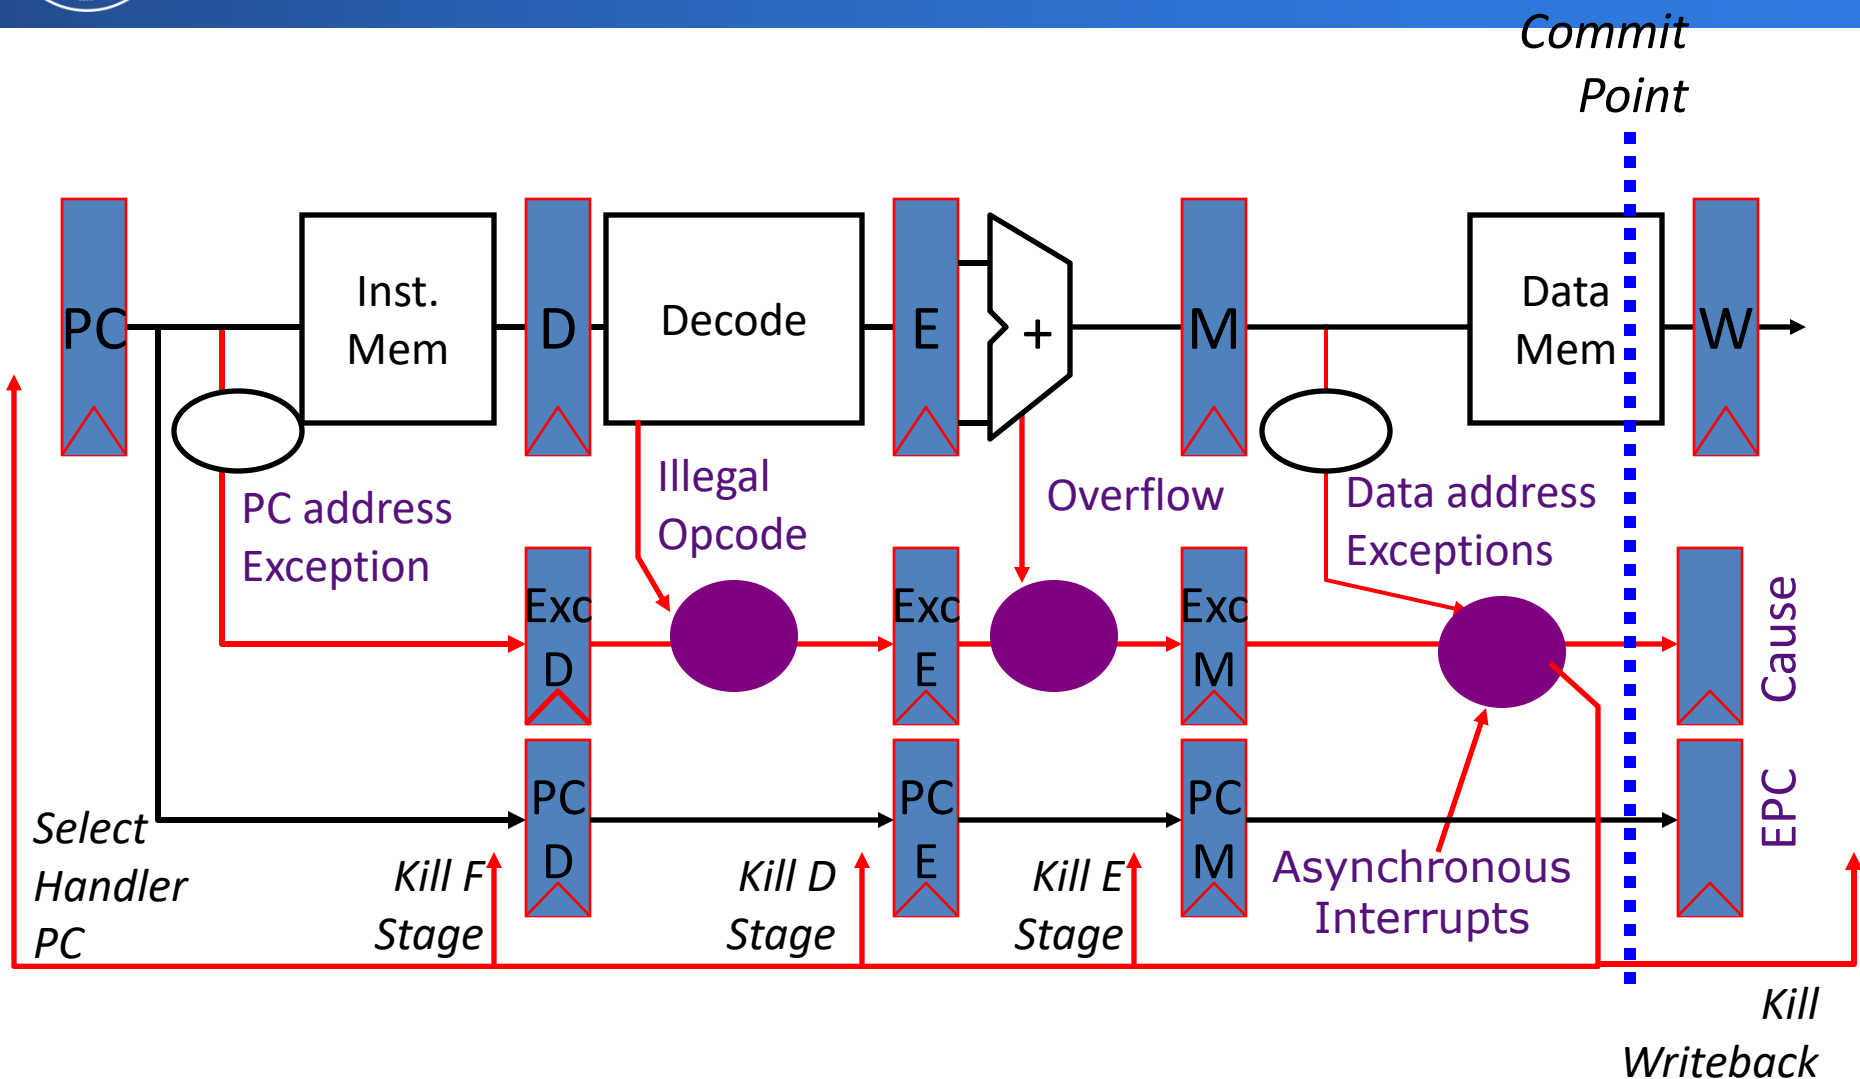 Commit
Point
PC
Inst.
Mem
D
Decode
E
+
M
Data
Mem
W
PC address
Exception
Illegal
Opcode
Overflow
Data address
Exceptions
Exc
D
Exc
E
Exc
M
Cause
PC
D
PC
E
PC
M
EPC
Select
Handler
PC
Kill F
Stage
Kill D
Stage
Kill E
Stage
Asynchronous
Interrupts
Kill
Writeback